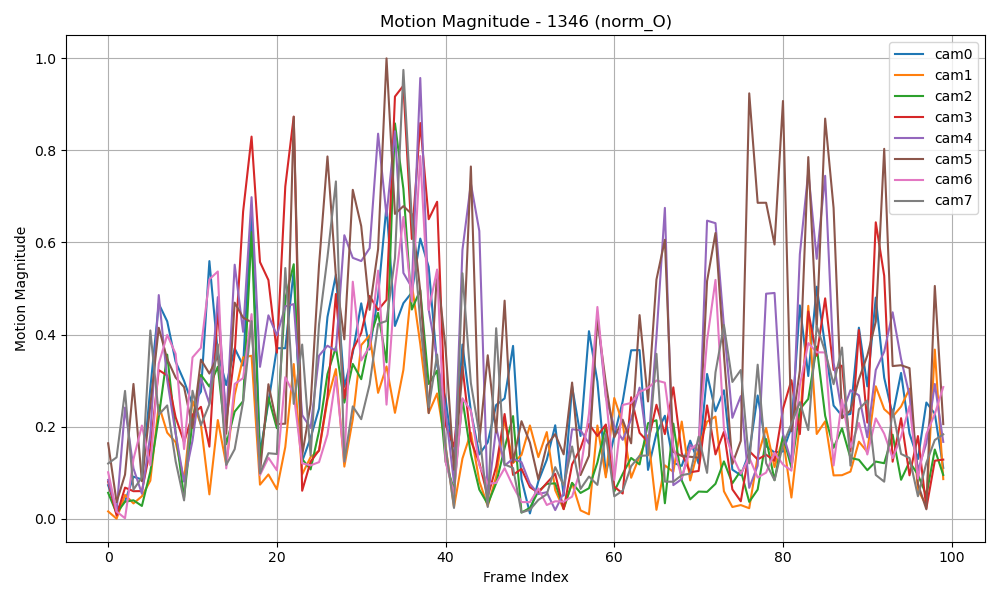 Motion Magnitude - 1346 (norm_O)
Motion Magnitude
1.0
0.8
0.6
0.4
0.2
0.0
0
20
40
60
80
100
Frame Index
cam0
cam1
cam2
cam3
cam4
cam5
cam6
cam7